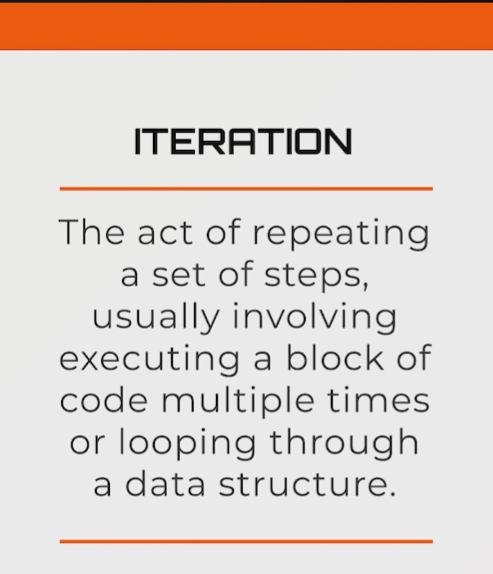 ITERATION
The act of repeating
a set of steps,
usually involving
executing a block of
code multiple times
or looping through
a data structure.